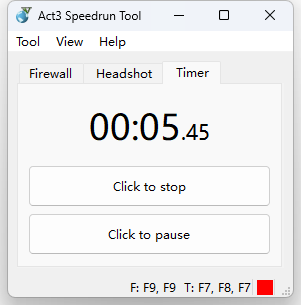 Act3 Speedrun Tool
Tool View Help
Firewall Headshot Timer
00:05.45
Click to stop
Click to pause
F: F9, F9 T: F7, F8, F7